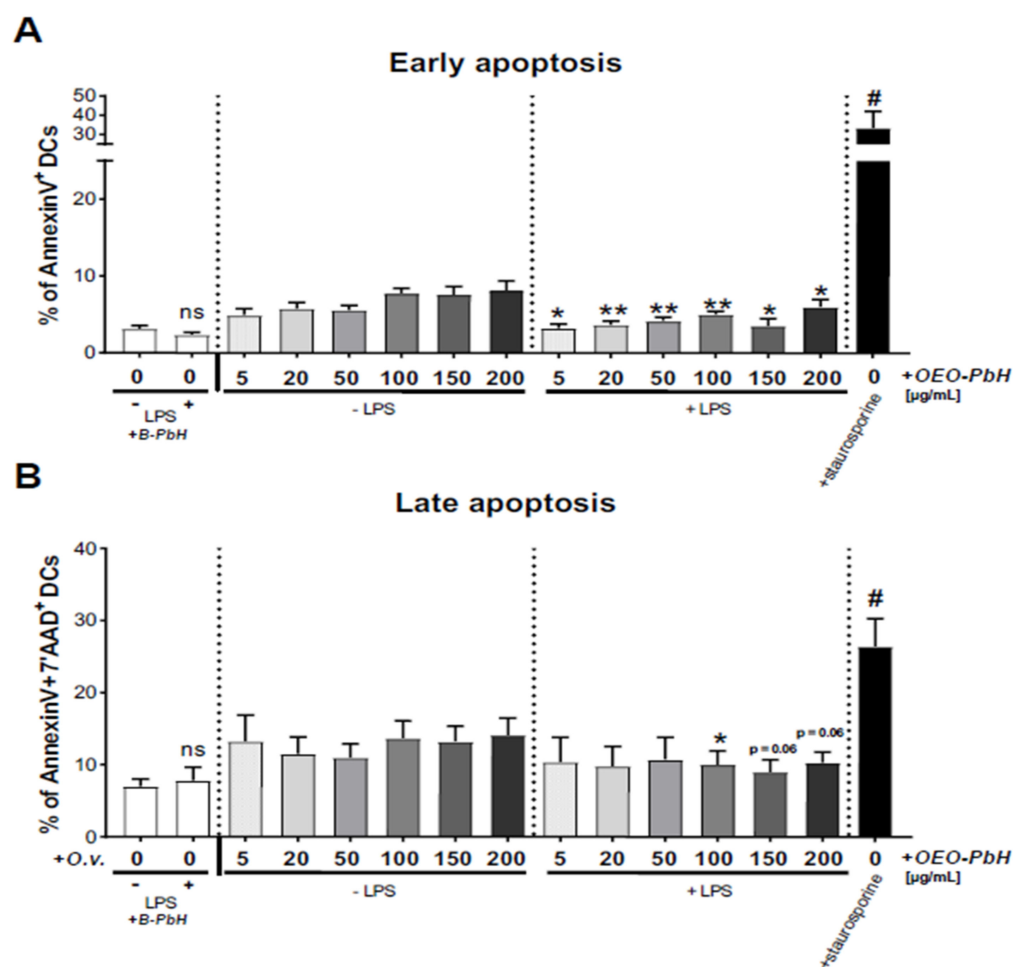 A
Early apoptosis
% of AnnexinV+ DCs
50
40
30
20
10
0
ns
* ** ** ** * *
#
0 0 5 20 50 100 150 200 5 20 50 100 150 200 0 +OEO-PbH
- + [µg/mL]
LPS - LPS + LPS
+B-PbH
+staurosporine
B
Late apoptosis
% of AnnexinV+7'AAD+ DCs
40
30
20
10
0
ns
* p = 0.06 p = 0.06
#
+O.v. 0 0 5 20 50 100 150 200 5 20 50 100 150 200 0 +OEO-PbH
- + [µg/mL]
LPS - LPS + LPS
+B-PbH
+staurosporine